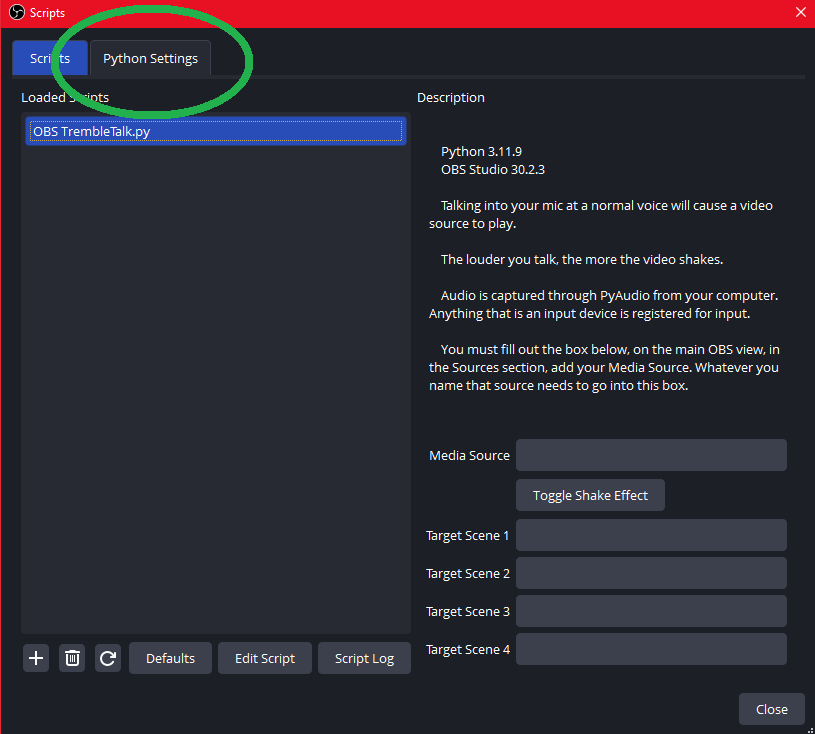 Scripts
Scripts
Python Settings
Loaded Scripts
Description
OBS TrembleTalk.py
Python 3.11.9
OBS Studio 30.2.3
Talking into your mic at a normal voice will cause a video
source to play.
The louder you talk, the more the video shakes.
Audio is captured through PyAudio from your computer.
Anything that is an input device is registered for input.
You must fill out the box below, on the main OBS view, in
the Sources section, add your Media Source. Whatever you
name that source needs to go into this box.
Media Source
Toggle Shake Effect
Target Scene 1
Target Scene 2
Target Scene 3
Target Scene 4
Defaults
Edit Script
Script Log
Close